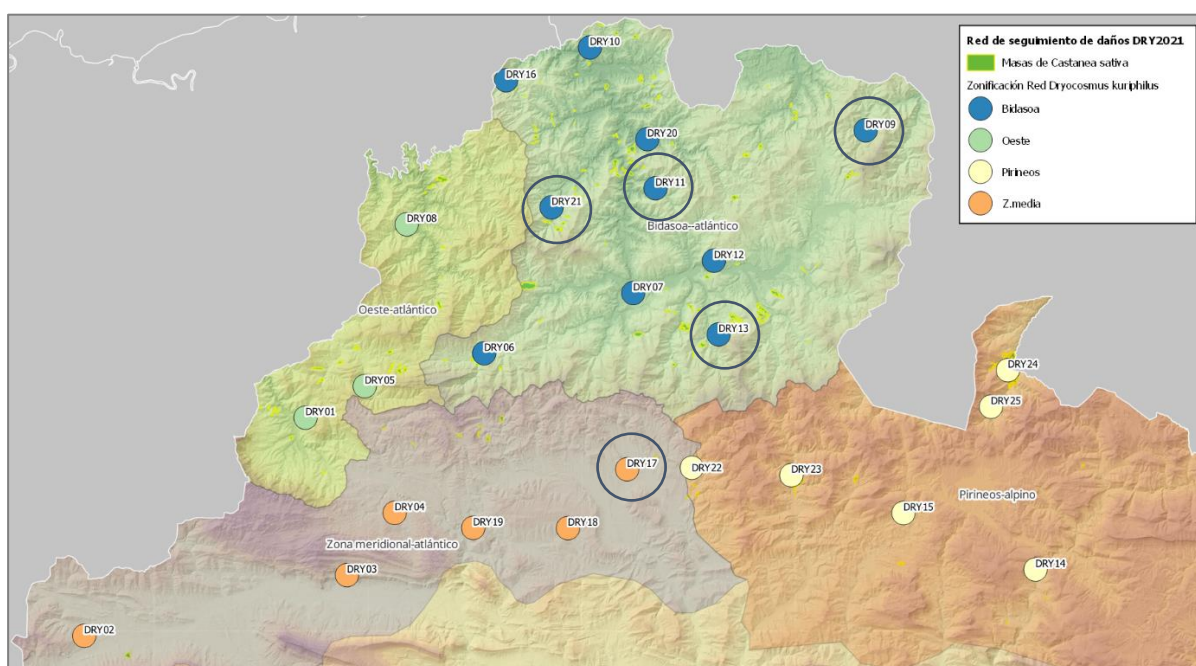 Red de seguimiento de daños DRY2021
Masas de Castanea sativa
Zonificación Red Dryocosmus kuriphilus
Bidasoa
Oeste
Pirineos
Z.media
DRY10
DRY16
DRY09
DRY20
DRY11
DRY21
DRY08
Bidasoa--atlántico
DRY12
DRY07
Oeste-atlántico
DRY13
DRY06
DRY24
DRY05
DRY25
DRY01
DRY17
DRY22
DRY23
Pirineos-alpino
DRY04
DRY15
DRY19
DRY18
Zona meridional-atlántico
DRY03
DRY14
DRY02